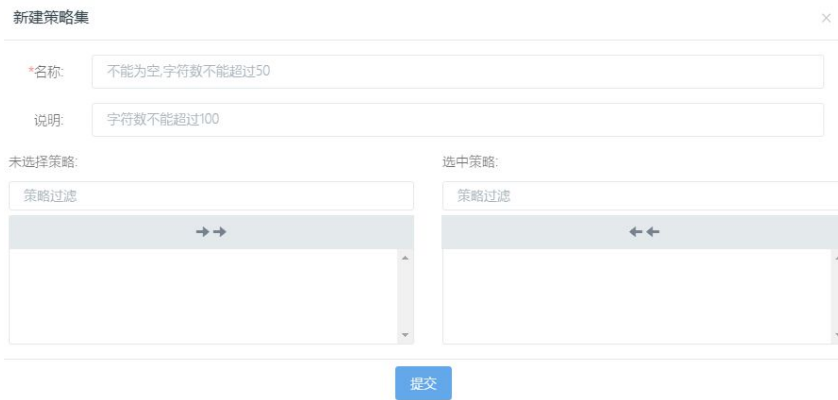 新建策略集
*名称: 不能为空,字符数不能超过50
说明: 字符数不能超过100
未选择策略: 选中策略:
策略过滤 策略过滤
提交